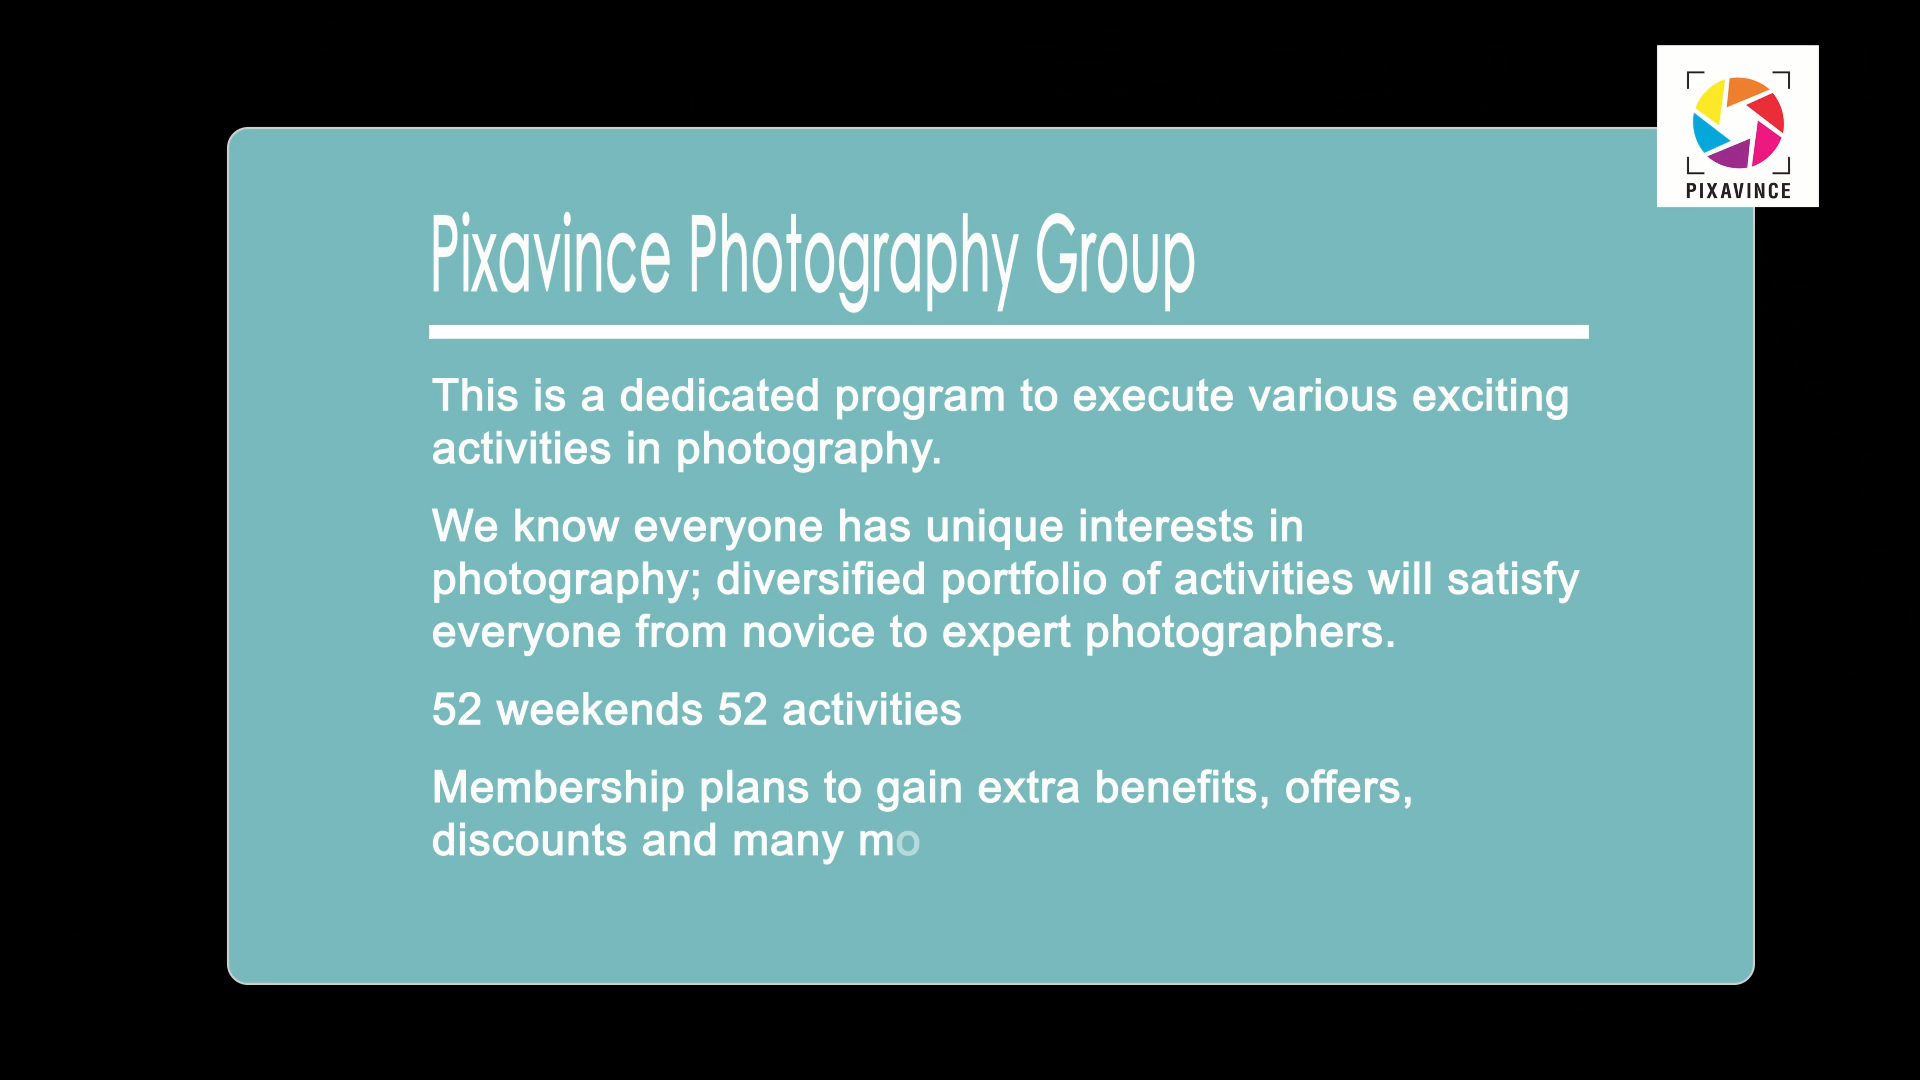 PIXAVINCE
Pixavince Photography Group
This is a dedicated program to execute various exciting
activities in photography.
We know everyone has unique interests in
photography; diversified portfolio of activities will satisfy
everyone from novice to expert photographers.
52 weekends 52 activities
Membership plans to gain extra benefits, offers,
discounts and many mo